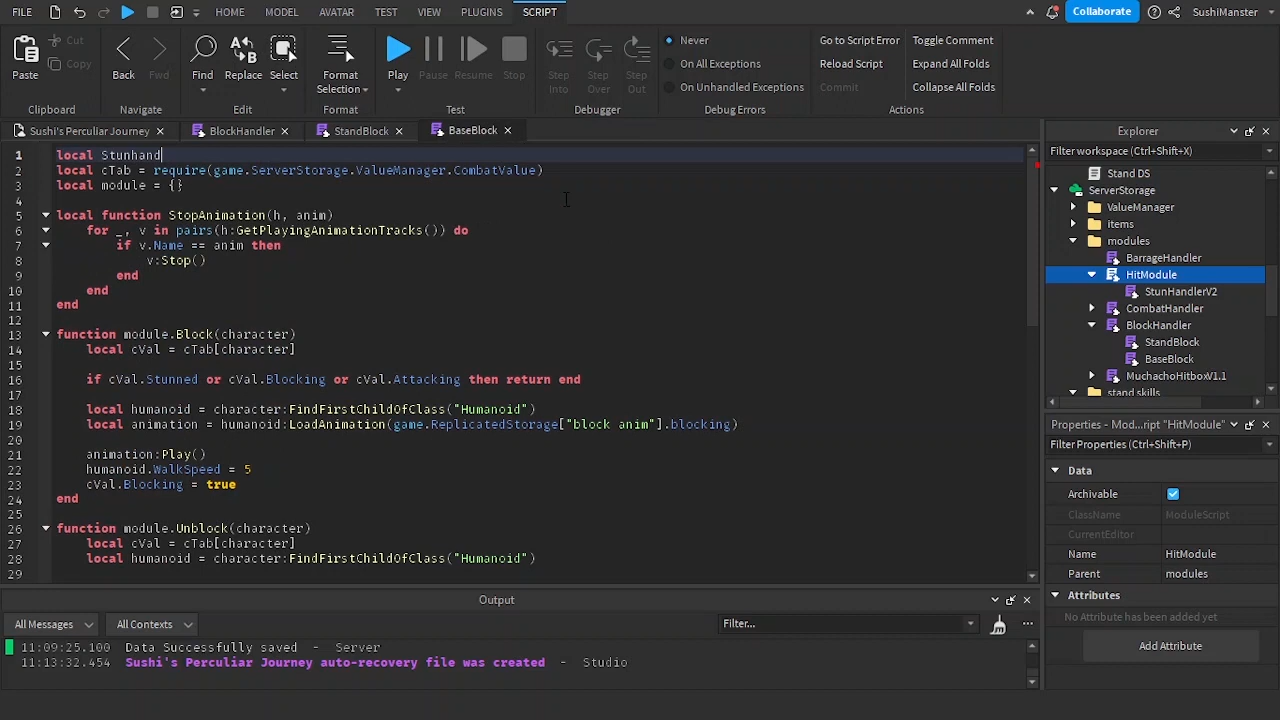 FILE HOME MODEL AVATAR TEST VIEW PLUGINS SCRIPT Collaborate SushiManster
Paste Cut Copy Back Fwd Find Replace Select Format Selection Play Pause Resume Stop Step Into Step Over Step Out
Never
On All Exceptions
On Unhandled Exceptions
Go to Script Error
Reload Script
Commit
Toggle Comment
Expand All Folds
Collapse All Folds
Clipboard Navigate Edit Format Test Debugger Debug Errors Actions
Sushi's Perculiar Journey BlockHandler StandBlock BaseBlock
1 local Stunhand
2 local cTab = require(game.ServerStorage.ValueManager.CombatValue)
3 local module = {}
4
5 local function StopAnimation(h, anim)
6 for _, v in pairs(h:GetPlayingAnimationTracks()) do
7 if v.Name == anim then
8 v:Stop()
9 end
10 end
11 end
12
13 function module.Block(character)
14 local cVal = cTab[character]
15
16 if cVal.Stunned or cVal.Blocking or cVal.Attacking then return end
17
18 local humanoid = character:FindFirstChildOfClass("Humanoid")
19 local animation = humanoid:LoadAnimation(game.ReplicatedStorage["block anim"].blocking)
20
21 animation:Play()
22 humanoid.WalkSpeed = 5
23 cVal.Blocking = true
24 end
25
26 function module.Unblock(character)
27 local cVal = cTab[character]
28 local humanoid = character:FindFirstChildOfClass("Humanoid")
29
Explorer
Filter workspace (Ctrl+Shift+X)
Stand DS
ServerStorage
ValueManager
items
modules
BarrageHandler
HitModule
StunHandlerV2
CombatHandler
BlockHandler
StandBlock
BaseBlock
MuchachoHitboxV1.1
stand skills
Properties - Mod...ript "HitModule"
Filter Properties (Ctrl+Shift+P)
Data
Archivable
ClassName ModuleScript
CurrentEditor
Name HitModule
Parent modules
Attributes
No Attribute has been added yet
Add Attribute
Output
All Messages All Contexts Filter...
11:09:25.100 Data Successfully saved - Server
11:13:32.454 Sushi's Perculiar Journey auto-recovery file was created - Studio